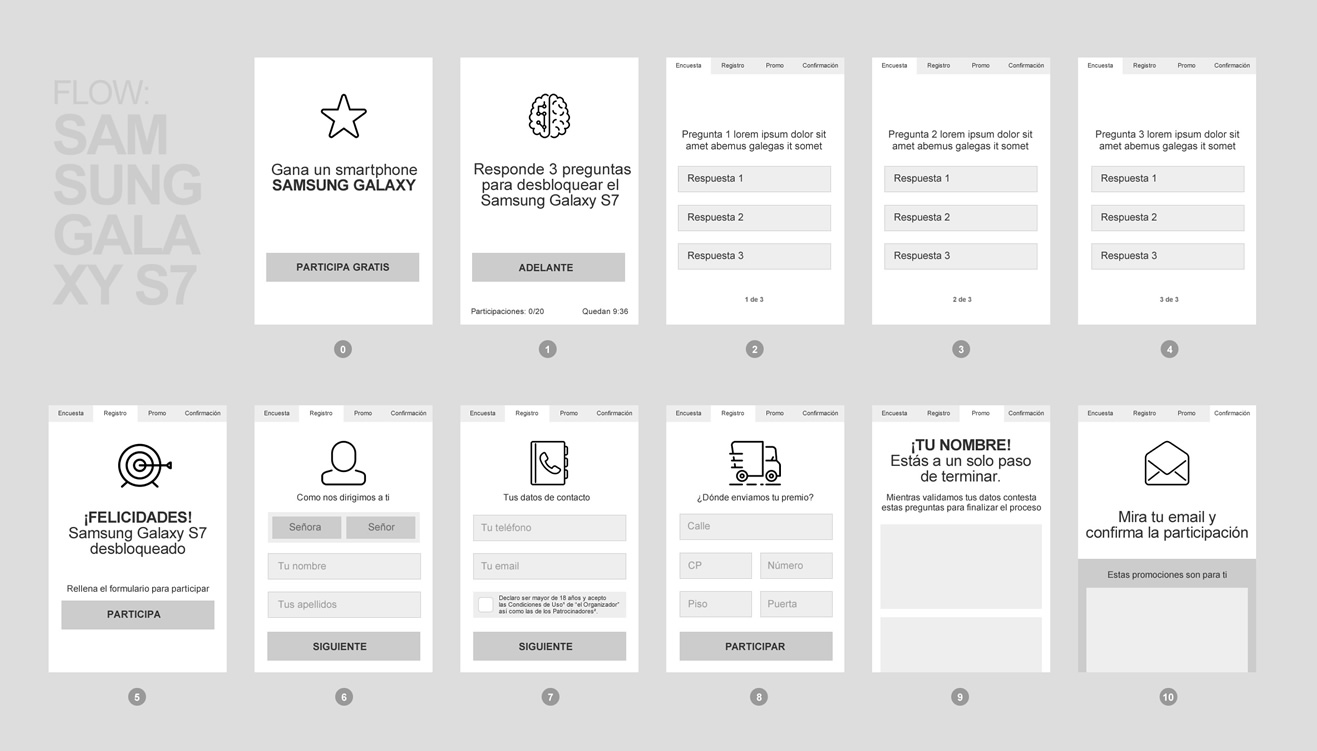 FLOW:
SAM
SUNG
GALA
XY S7
Gana un smartphone
SAMSUNG GALAXY
PARTICIPA GRATIS
0
Responde 3 preguntas
para desbloquear el
Samsung Galaxy S7
ADELANTE
Participaciones: 0/20 Quedan 9:36
1
Encuesta Registro Promo Confirmación
Pregunta 1 lorem ipsum dolor sit
amet abemus galegas it somet
Respuesta 1
Respuesta 2
Respuesta 3
1 de 3
2
Encuesta Registro Promo Confirmación
Pregunta 2 lorem ipsum dolor sit
amet abemus galegas it somet
Respuesta 1
Respuesta 2
Respuesta 3
2 de 3
3
Encuesta Registro Promo Confirmación
Pregunta 3 lorem ipsum dolor sit
amet abemus galegas it somet
Respuesta 1
Respuesta 2
Respuesta 3
3 de 3
4
Encuesta Registro Promo Confirmación
¡FELICIDADES!
Samsung Galaxy S7
desbloqueado
Rellena el formulario para participar
PARTICIPA
5
Encuesta Registro Promo Confirmación
Como nos dirigimos a ti
Señora Señor
Tu nombre
Tus apellidos
SIGUIENTE
6
Encuesta Registro Promo Confirmación
Tus datos de contacto
Tu teléfono
Tu email
Declaro ser mayor de 18 años y acepto
las Condiciones de Uso* de "el Organizador"
así como las de los Patrocinadores*.
SIGUIENTE
7
Encuesta Registro Promo Confirmación
¿Dónde enviamos tu premio?
Calle
CP Número
Piso Puerta
PARTICIPAR
8
Encuesta Registro Promo Confirmación
¡TU NOMBRE!
Estás a un solo paso
de terminar.
Mientras validamos tus datos contesta
estas preguntas para finalizar el proceso
9
Encuesta Registro Promo Confirmación
Mira tu email y
confirma la participación
Estas promociones son para ti
10